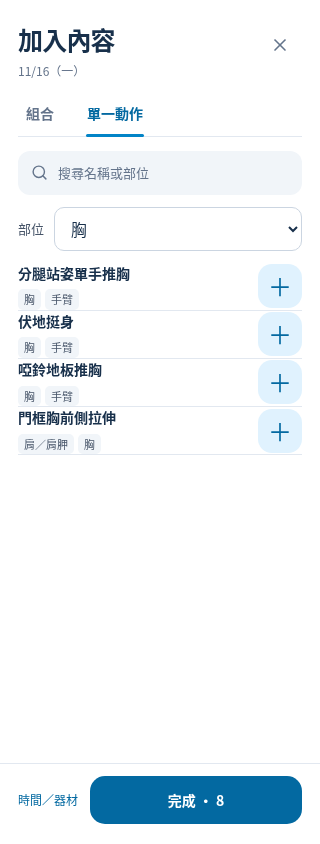 加入內容
11/16（一）
組合
單一動作
搜尋名稱或部位
部位
胸
分腿站姿單手推胸
胸 手臂
伏地挺身
胸 手臂
啞鈴地板推胸
胸 手臂
門框胸前側拉伸
肩／肩胛 胸
時間／器材
完成 · 8